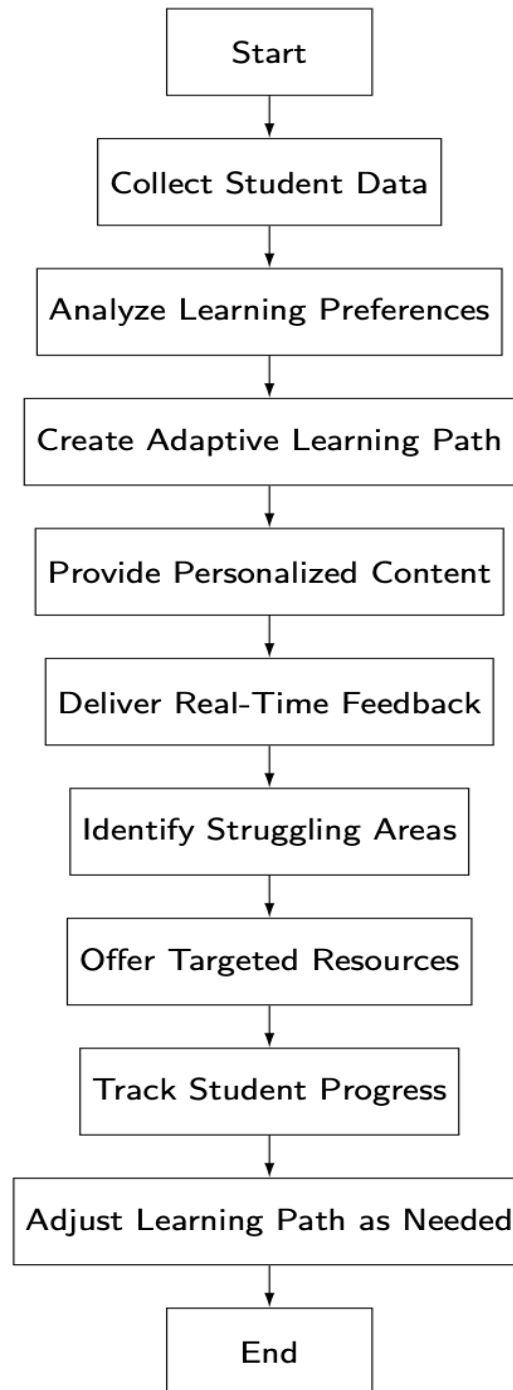 Start
Collect Student Data
Analyze Learning Preferences
Create Adaptive Learning Path
Provide Personalized Content
Deliver Real-Time Feedback
Identify Struggling Areas
Offer Targeted Resources
Track Student Progress
Adjust Learning Path as Needed
End